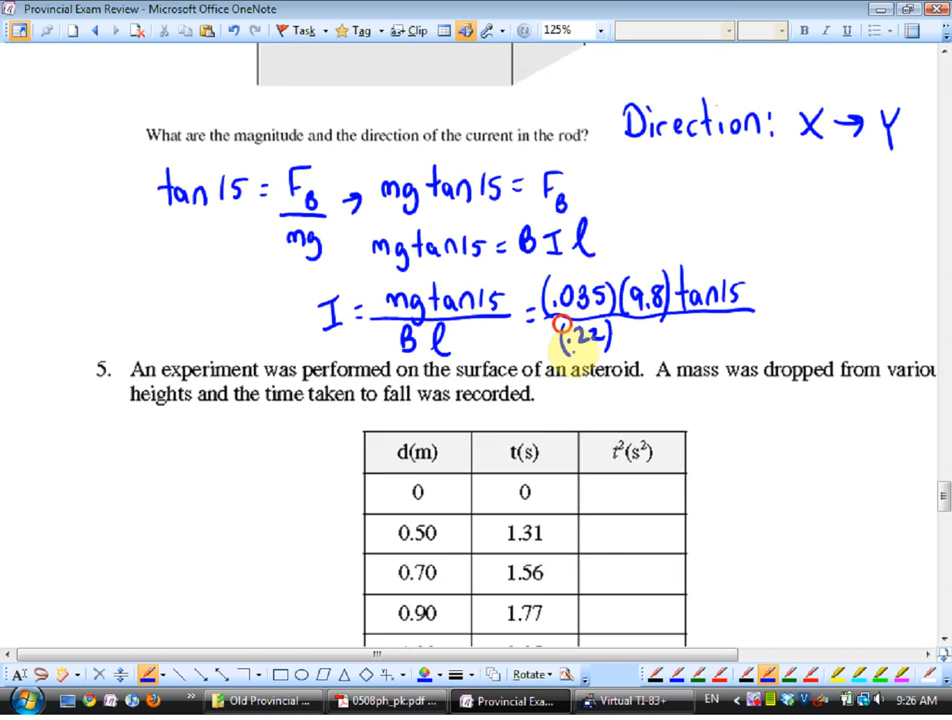 Provincial Exam Review - Microsoft Office OneNote
Task Tag Clip 125% B I U
What are the magnitude and the direction of the current in the rod?
Direction: X → Y
tan 15 = F_B / mg → mg tan 15 = F_B
mg tan 15 = B I l
I = mg tan 15 / B l = (.035)(9.8) tan 15 / (.22)
5. An experiment was performed on the surface of an asteroid. A mass was dropped from variou
heights and the time taken to fall was recorded.
d(m) t(s) t²(s²)
0 0
0.50 1.31
0.70 1.56
0.90 1.77
Rotate
Old Provincial ... 0508ph_pk.pdf ... Provincial Exa... Virtual TI-83+ EN 9:26 AM